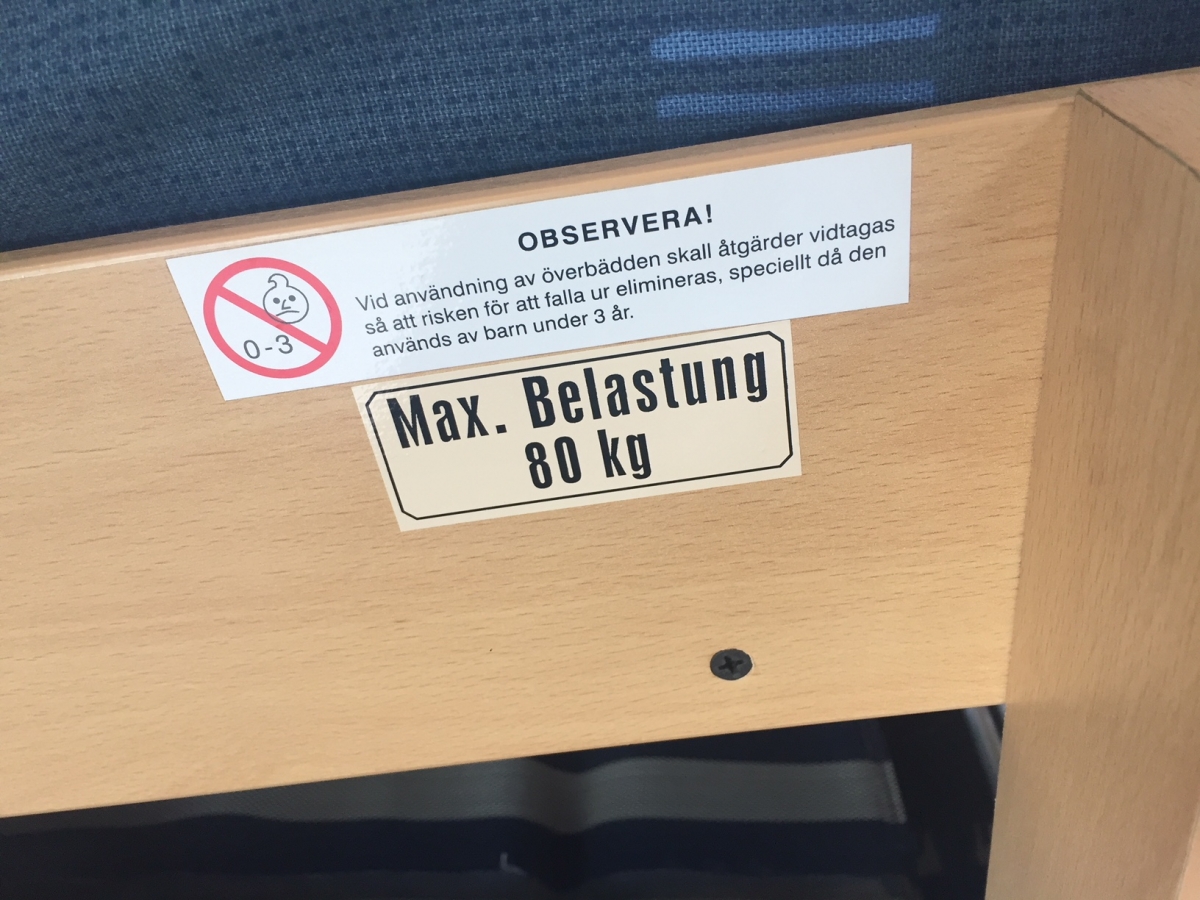 OBSERVERA!
Vid användning av överbädden skall åtgärder vidtagas
så att risken för att falla ur elimineras, speciellt då den
används av barn under 3 år.
0-3
Max. Belastung
80 kg